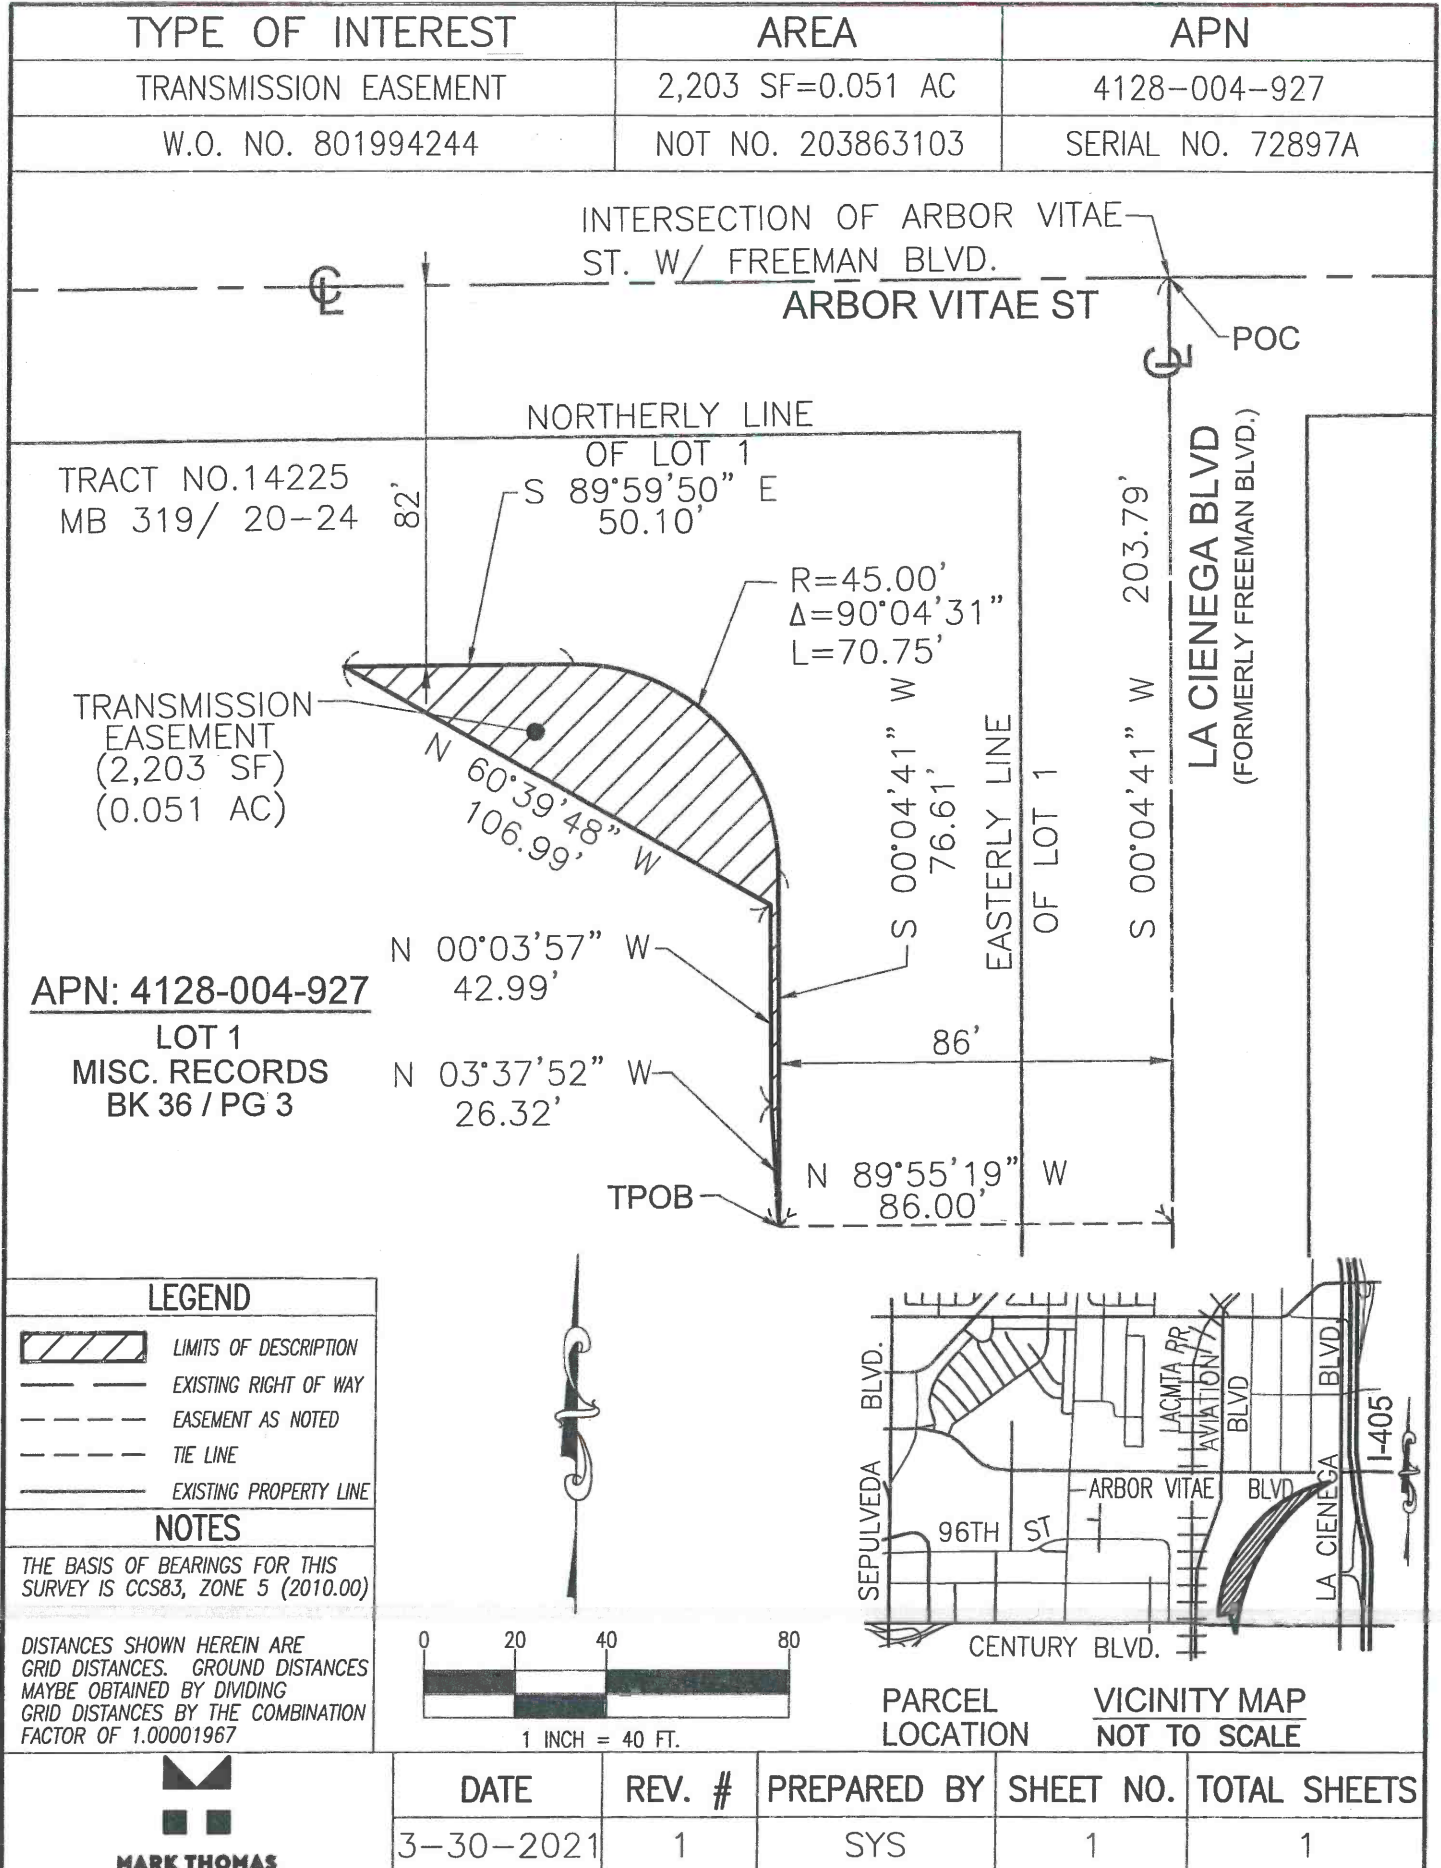 TYPE OF INTEREST
AREA
APN
TRANSMISSION EASEMENT
2,203 SF=0.051 AC
4128-004-927
W.O. NO. 801994244
NOT NO. 203863103
SERIAL NO. 72897A
INTERSECTION OF ARBOR VITAE
ST. W/ FREEMAN BLVD.
CL
ARBOR VITAE ST
POC
CL
NORTHERLY LINE
OF LOT 1
TRACT NO.14225
MB 319/ 20-24
82'
S 89°59'50" E
50.10'
R=45.00'
Δ=90°04'31"
L=70.75'
LA CIENEGA BLVD
(FORMERLY FREEMAN BLVD.)
S 00°04'41" W 203.79'
TRANSMISSION
EASEMENT
(2,203 SF)
(0.051 AC)
N 60°39'48" W
106.99'
S 00°04'41" W
76.61'
EASTERLY LINE
OF LOT 1
N 00°03'57" W
42.99'
APN: 4128-004-927
LOT 1
MISC. RECORDS
BK 36 / PG 3
86'
N 03°37'52" W
26.32'
N 89°55'19" W
86.00'
TPOB
LEGEND
LIMITS OF DESCRIPTION
EXISTING RIGHT OF WAY
EASEMENT AS NOTED
TIE LINE
EXISTING PROPERTY LINE
NOTES
THE BASIS OF BEARINGS FOR THIS
SURVEY IS CCS83, ZONE 5 (2010.00)
DISTANCES SHOWN HEREIN ARE
GRID DISTANCES. GROUND DISTANCES
MAYBE OBTAINED BY DIVIDING
GRID DISTANCES BY THE COMBINATION
FACTOR OF 1.00001967
0 20 40 80
1 INCH = 40 FT.
SEPULVEDA BLVD.
LACMTA RR
AVIATION
BLVD
LA CIENEGA BLVD.
I-405
ARBOR VITAE BLVD
96TH ST
CENTURY BLVD.
PARCEL
LOCATION
VICINITY MAP
NOT TO SCALE
MARK THOMAS
DATE
REV. #
PREPARED BY
SHEET NO.
TOTAL SHEETS
3-30-2021
1
SYS
1
1